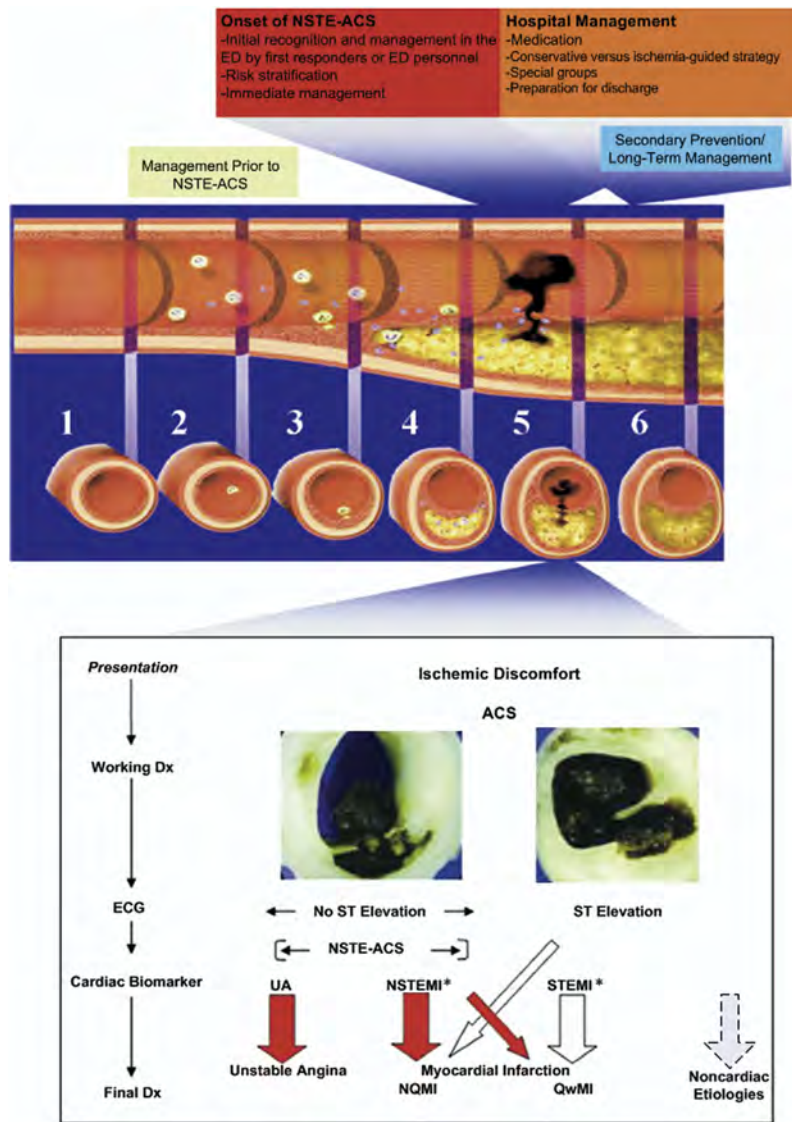 Onset of NSTE-ACS
-Initial recognition and management in the
ED by first responders or ED personnel
-Risk stratification
-Immediate management
Hospital Management
-Medication
-Conservative versus ischemia-guided strategy
-Special groups
-Preparation for discharge
Secondary Prevention/
Long-Term Management
Management Prior to
NSTE-ACS
1 2 3 4 5 6
Presentation
Ischemic Discomfort
ACS
Working Dx
ECG
No ST Elevation
ST Elevation
NSTE-ACS
Cardiac Biomarker
UA
NSTEMI*
STEMI*
Unstable Angina
Myocardial Infarction
NQMI
QwMI
Final Dx
Noncardiac
Etiologies